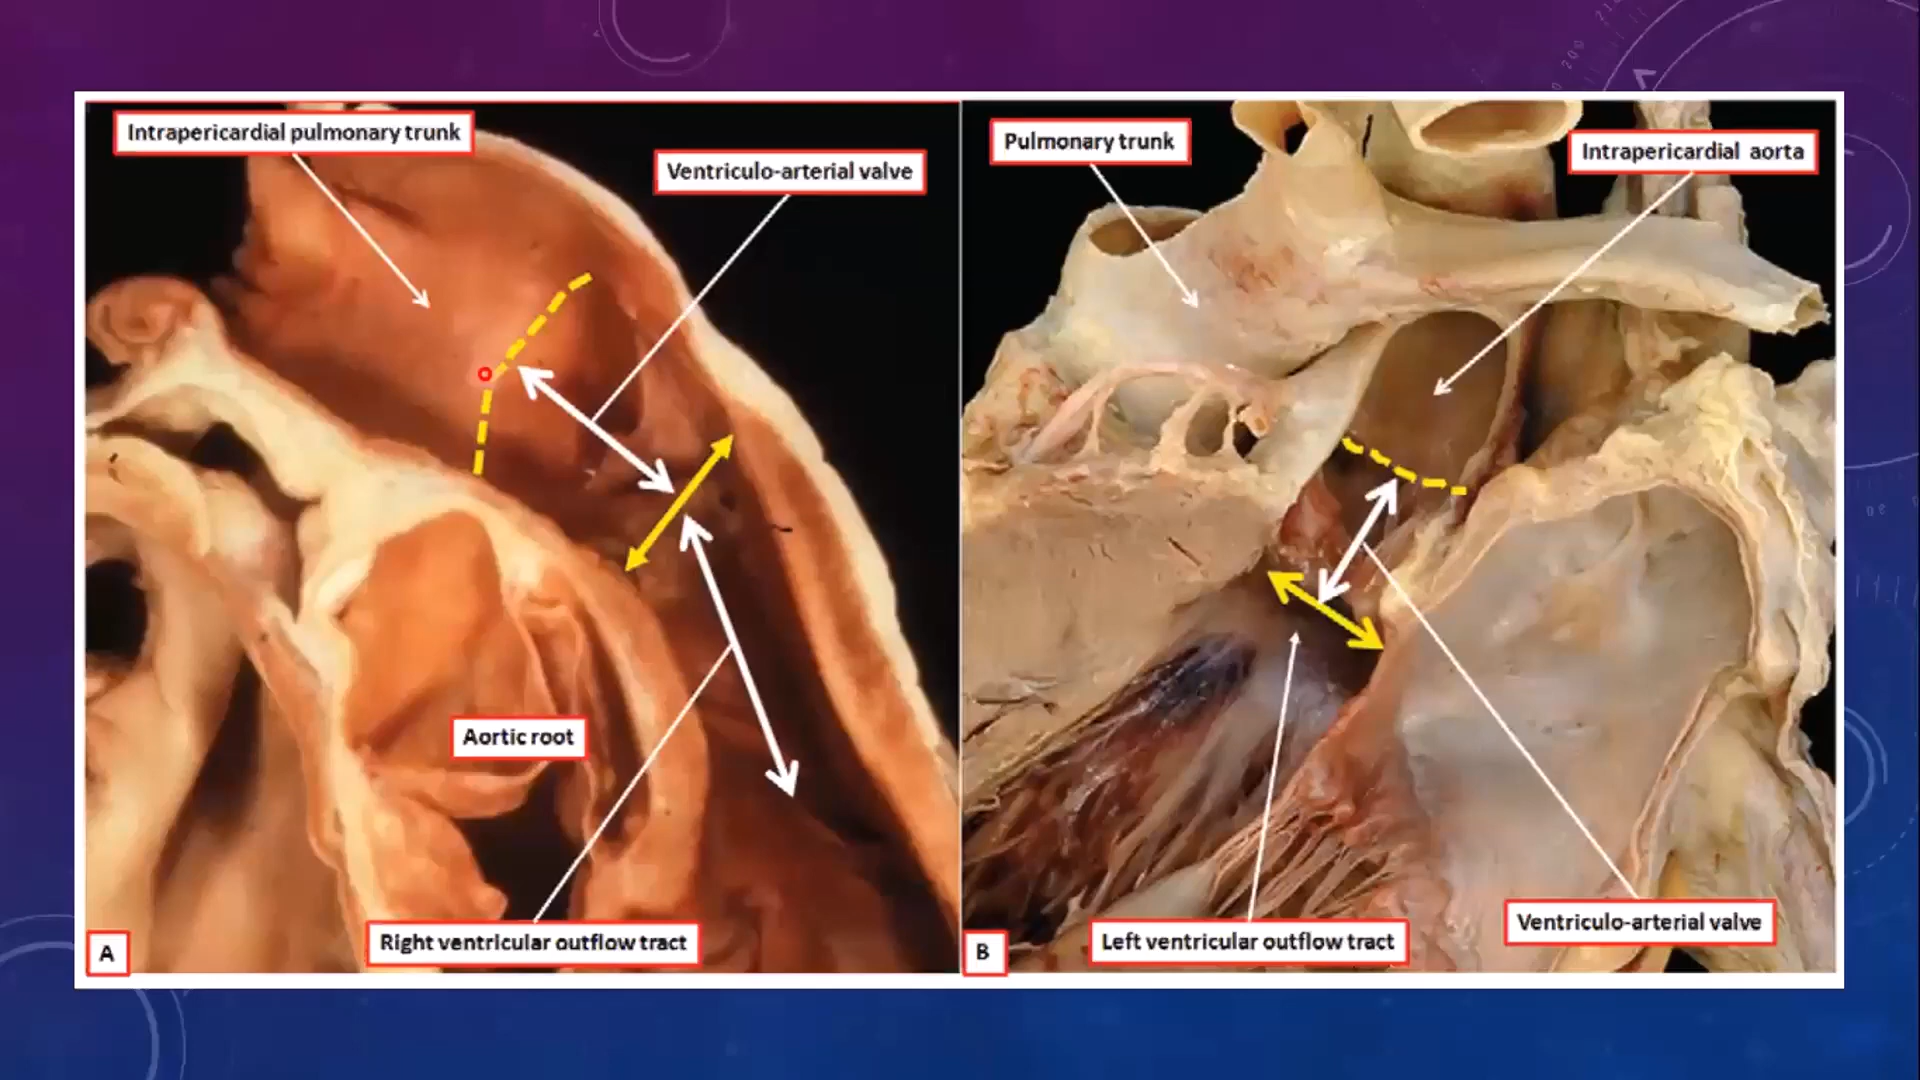 Intrapericardial pulmonary trunk
Ventriculo-arterial valve
Aortic root
Right ventricular outflow tract
A
Pulmonary trunk
Intrapericardial aorta
Ventriculo-arterial valve
Left ventricular outflow tract
B